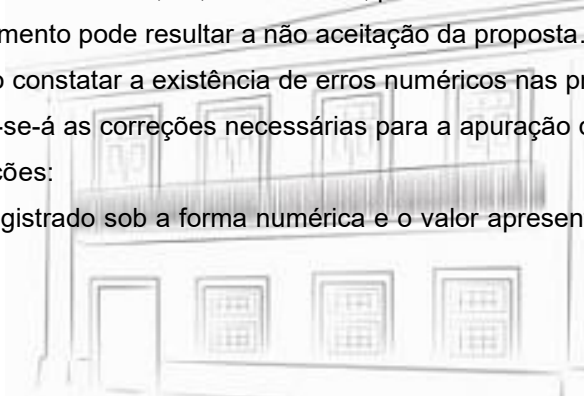 mento pode resultar a não aceitação da proposta.
o constatar a existência de erros numéricos nas pr
-se-á as correções necessárias para a apuração
ções:
gistrado sob a forma numérica e o valor apresen